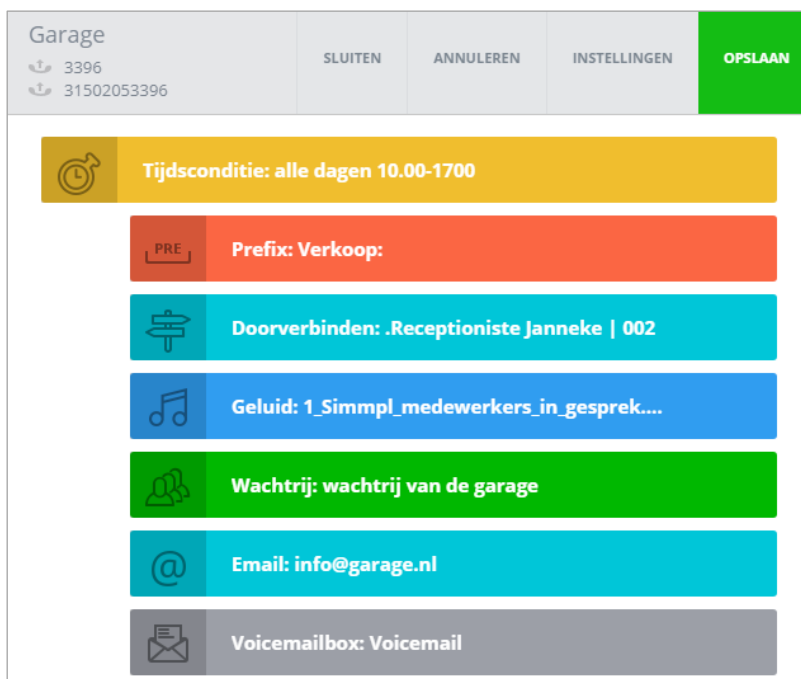 Garage
3396
31502053396
SLUITEN
ANNULEREN
INSTELLINGEN
OPSLAAN
Tijdsconditie: alle dagen 10.00-1700
PRE
Prefix: Verkoop:
Doorverbinden: .Receptioniste Janneke | 002
Geluid: 1_Simmpl_medewerkers_in_gesprek....
Wachtrij: wachtrij van de garage
@
Email: info@garage.nl
Voicemailbox: Voicemail